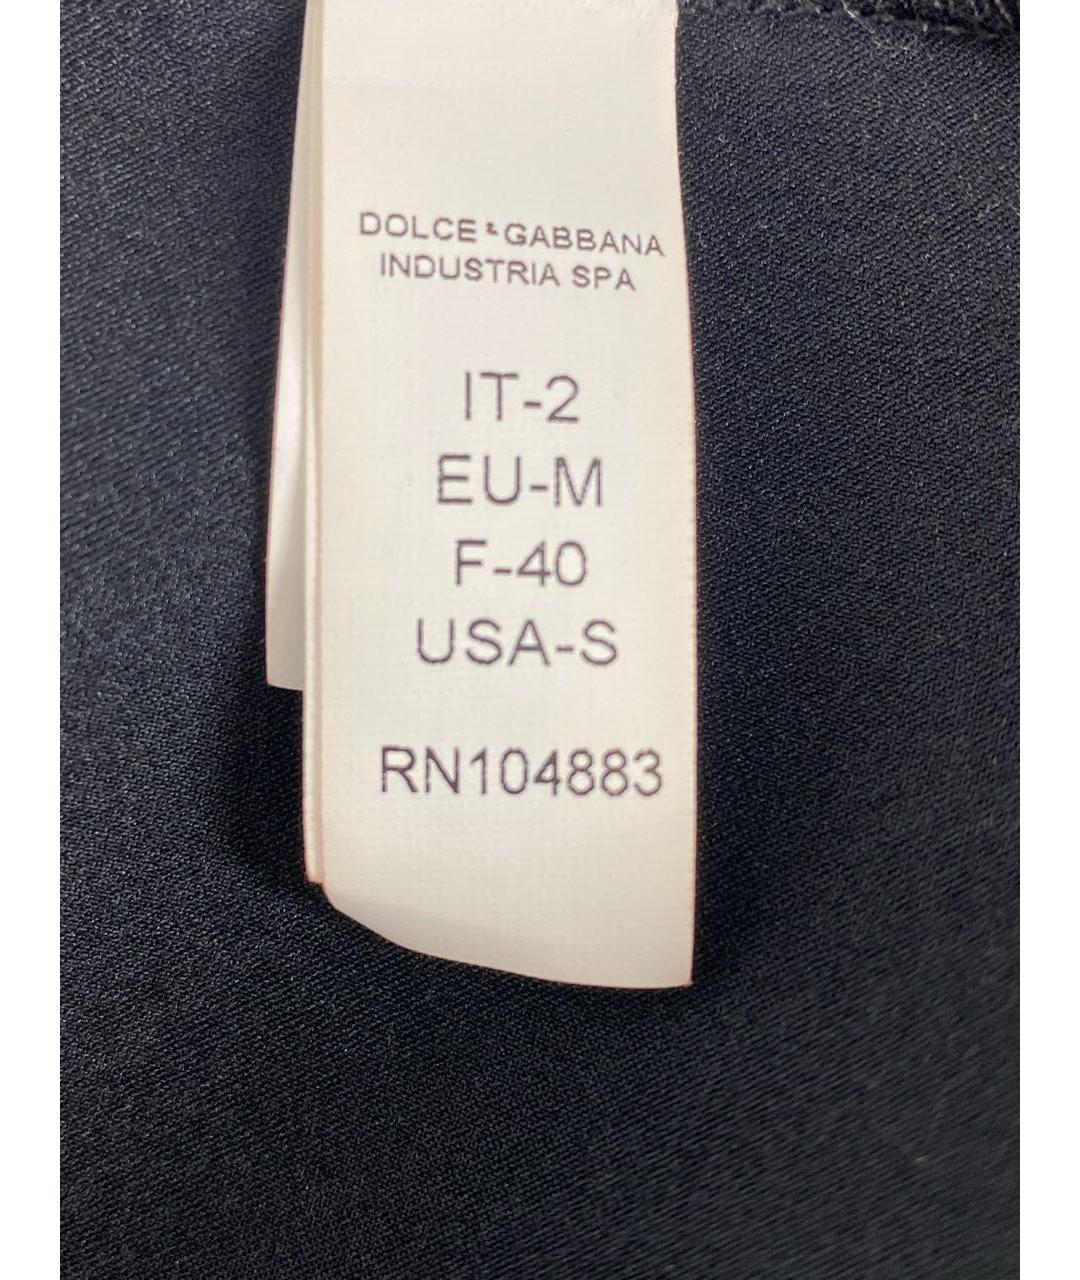 DOLCE & GABBANA
INDUSTRIA SPA
IT-2
EU-M
F-40
USA-S
RN104883